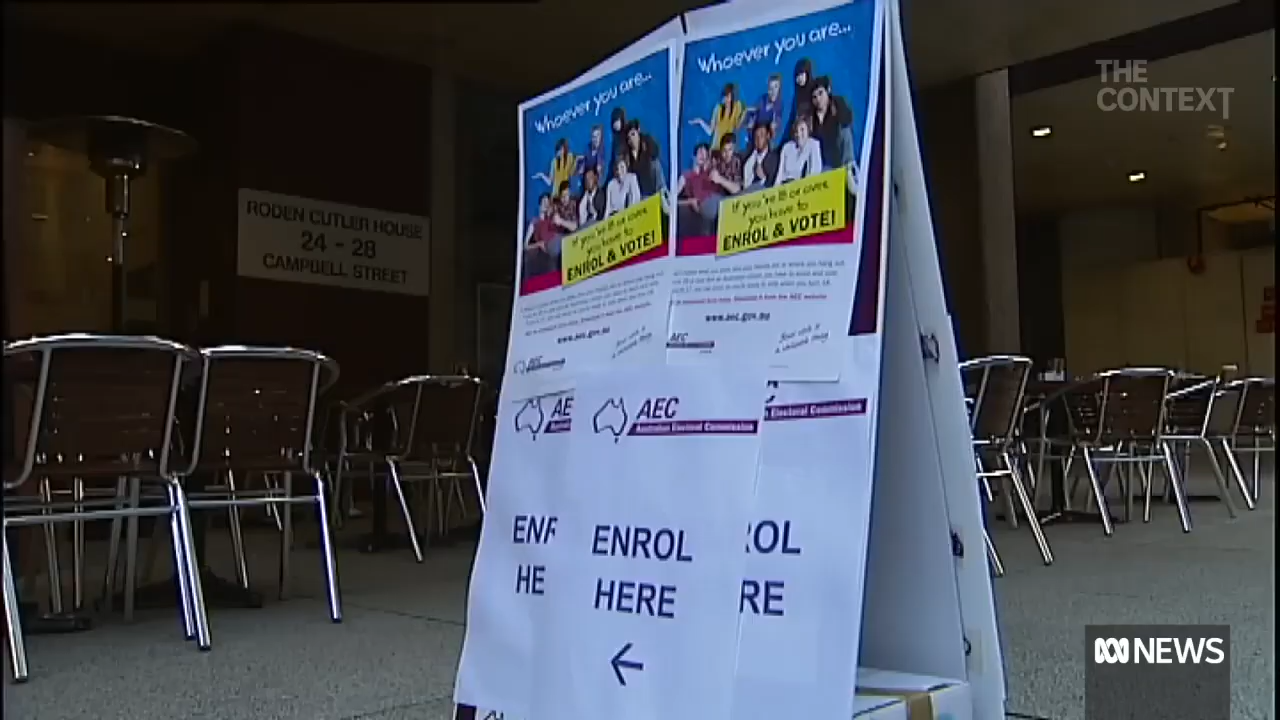 THE
CONTEXT
Whoever you are...
If you're 18 or over
you have to
ENROL & VOTE!
www.aec.gov.au
AEC
Whoever you are...
If you're 18 or over
you have to
ENROL & VOTE!
www.aec.gov.au
AEC
RODEN CUTLER HOUSE
24 - 28
CAMPBELL STREET
AE
AEC
Australian Electoral Commission
Electoral Commission
ENR
HE
ENROL
HERE
ROL
RE
←
NEWS